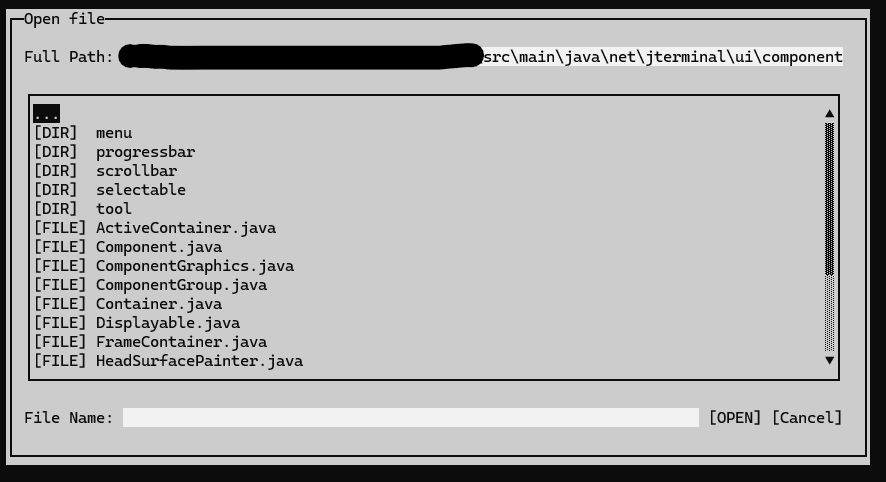 Open file
Full Path: src\main\java\net\jterminal\ui\component
...
[DIR] menu
[DIR] progressbar
[DIR] scrollbar
[DIR] selectable
[DIR] tool
[FILE] ActiveContainer.java
[FILE] Component.java
[FILE] ComponentGraphics.java
[FILE] ComponentGroup.java
[FILE] Container.java
[FILE] Displayable.java
[FILE] FrameContainer.java
[FILE] HeadSurfacePainter.java
File Name: [OPEN] [Cancel]